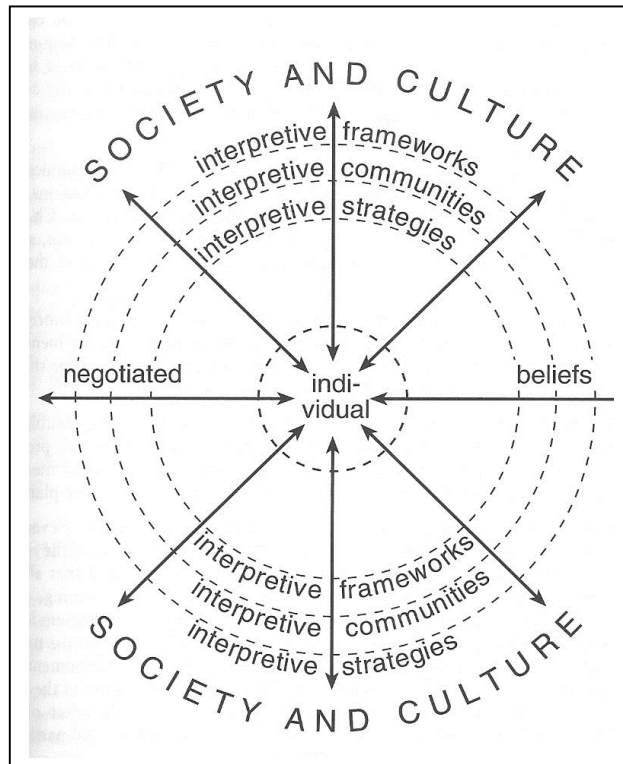 SOCIETY AND CULTURE
interpretive frameworks
interpretive communities
interpretive strategies
indi-
vidual
negotiated beliefs
interpretive frameworks
interpretive communities
interpretive strategies
SOCIETY AND CULTURE